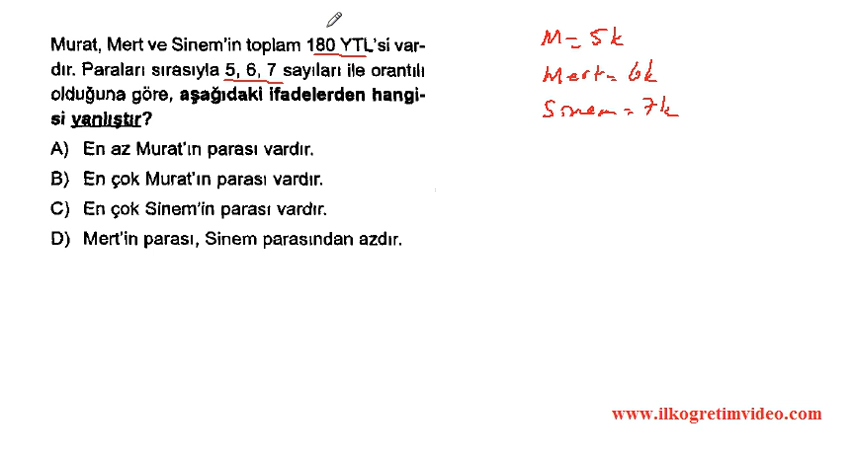 Murat, Mert ve Sinem'in toplam 180 YTL'si var-
dır. Paraları sırasıyla 5, 6, 7 sayıları ile orantılı
olduğuna göre, aşağıdaki ifadelerden hangi-
si yanlıştır?
A) En az Murat'ın parası vardır.
B) En çok Murat'ın parası vardır.
C) En çok Sinem'in parası vardır.
D) Mert'in parası, Sinem parasından azdır.
M = 5k
Mert = 6k
Sinem = 7k
www.ilkogretimvideo.com